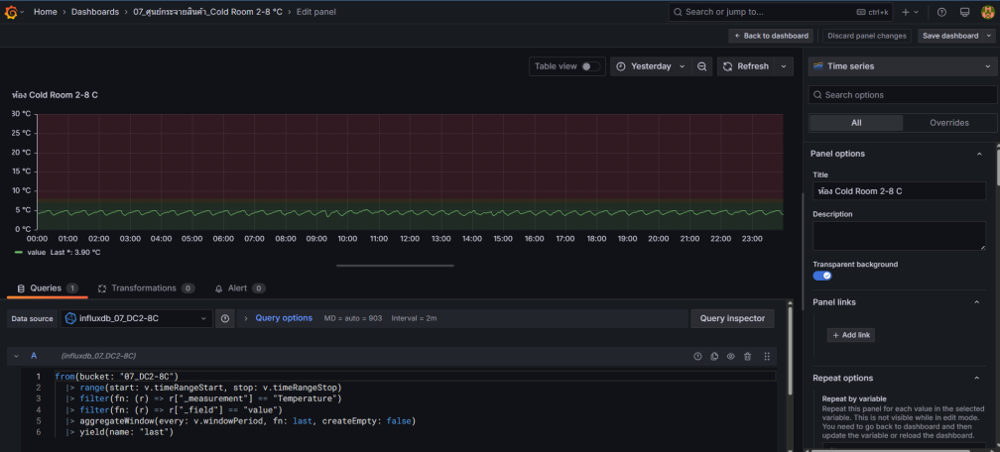 Home › Dashboards › 07_ศูนย์กระจายสินค้า_Cold Room 2-8 °C › Edit panel
Search or jump to...
ctrl+k
Back to dashboard
Discard panel changes
Save dashboard
Table view
Yesterday
Refresh
Time series
Search options
All
Overrides
ห้อง Cold Room 2-8 C
30 °C
25 °C
20 °C
15 °C
10 °C
5 °C
0 °C
00:00 01:00 02:00 03:00 04:00 05:00 06:00 07:00 08:00 09:00 10:00 11:00 12:00 13:00 14:00 15:00 16:00 17:00 18:00 19:00 20:00 21:00 22:00 23:00
value Last *: 3.90 °C
Panel options
Title
ห้อง Cold Room 2-8 C
Description
Transparent background
Panel links
+ Add link
Repeat options
Repeat by variable
Repeat this panel for each value in the selected
variable. This is not visible while in edit mode.
You need to go back to dashboard and then
update the variable or reload the dashboard.
Queries 1
Transformations 0
Alert 0
Data source
influxdb_07_DC2-8C
Query options
MD = auto = 903
Interval = 2m
Query inspector
A
(influxdb_07_DC2-8C)
1 from(bucket: "07_DC2-8C")
2 |> range(start: v.timeRangeStart, stop: v.timeRangeStop)
3 |> filter(fn: (r) => r["_measurement"] == "Temperature")
4 |> filter(fn: (r) => r["_field"] == "value")
5 |> aggregateWindow(every: v.windowPeriod, fn: last, createEmpty: false)
6 |> yield(name: "last")